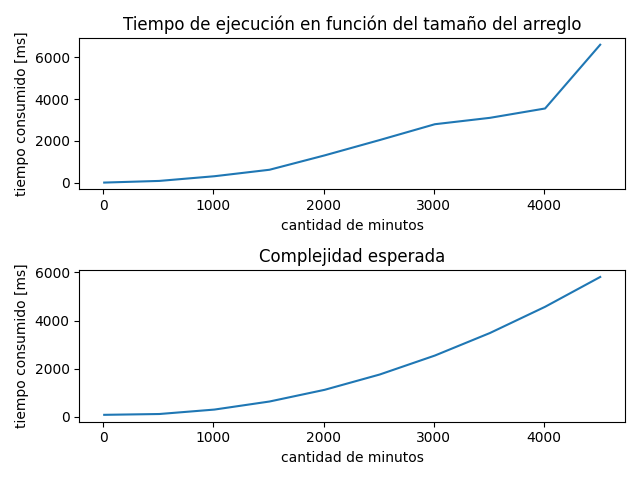 Tiempo de ejecución en función del tamaño del arreglo
tiempo consumido [ms]
6000
4000
2000
0
0 1000 2000 3000 4000
cantidad de minutos
Complejidad esperada
tiempo consumido [ms]
6000
4000
2000
0
0 1000 2000 3000 4000
cantidad de minutos